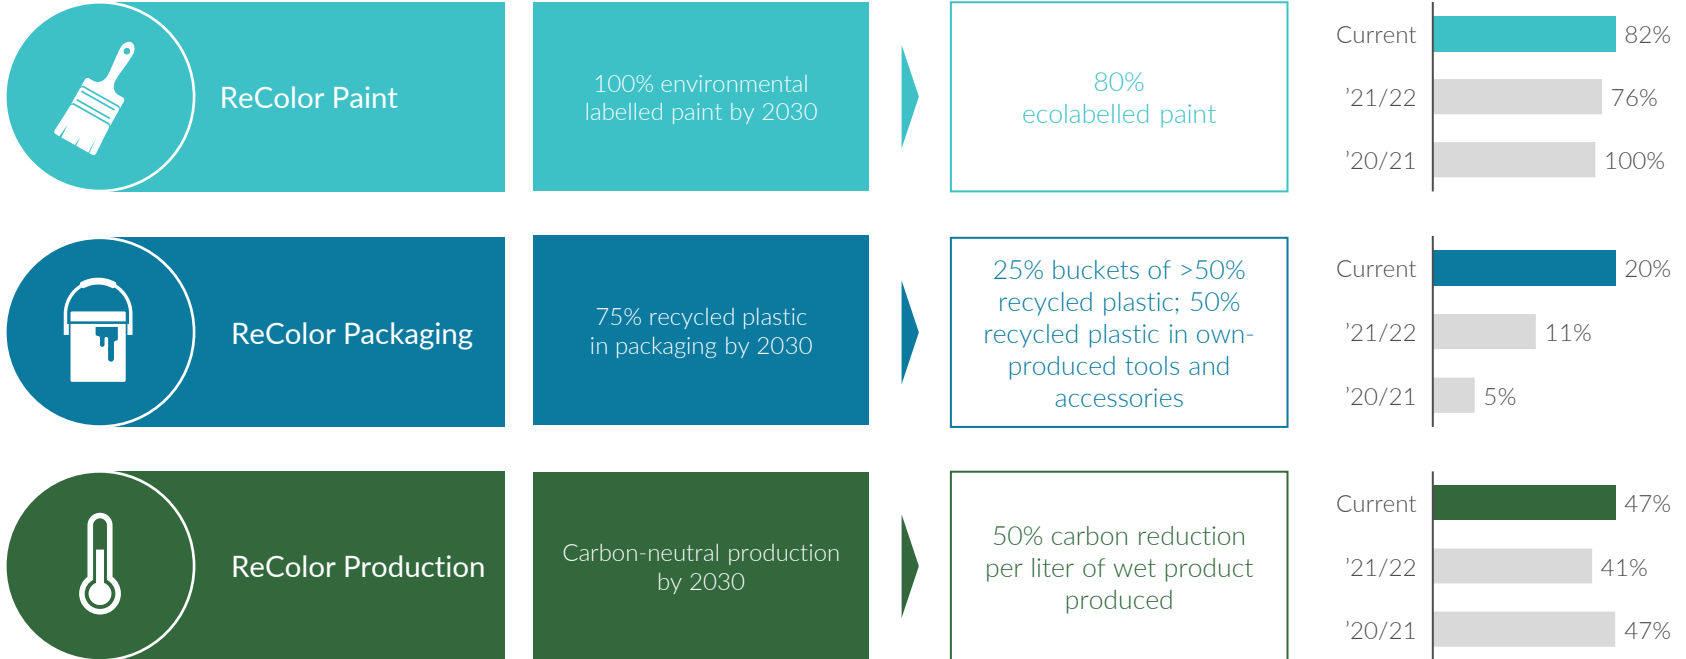 ReColor Paint
100% environmental
labelled paint by 2030
80%
ecolabelled paint
Current 82%
’21/22 76%
’20/21 100%
ReColor Packaging
75% recycled plastic
in packaging by 2030
25% buckets of >50%
recycled plastic; 50%
recycled plastic in own-
produced tools and
accessories
Current 20%
’21/22 11%
’20/21 5%
ReColor Production
Carbon-neutral production
by 2030
50% carbon reduction
per liter of wet product
produced
Current 47%
’21/22 41%
’20/21 47%